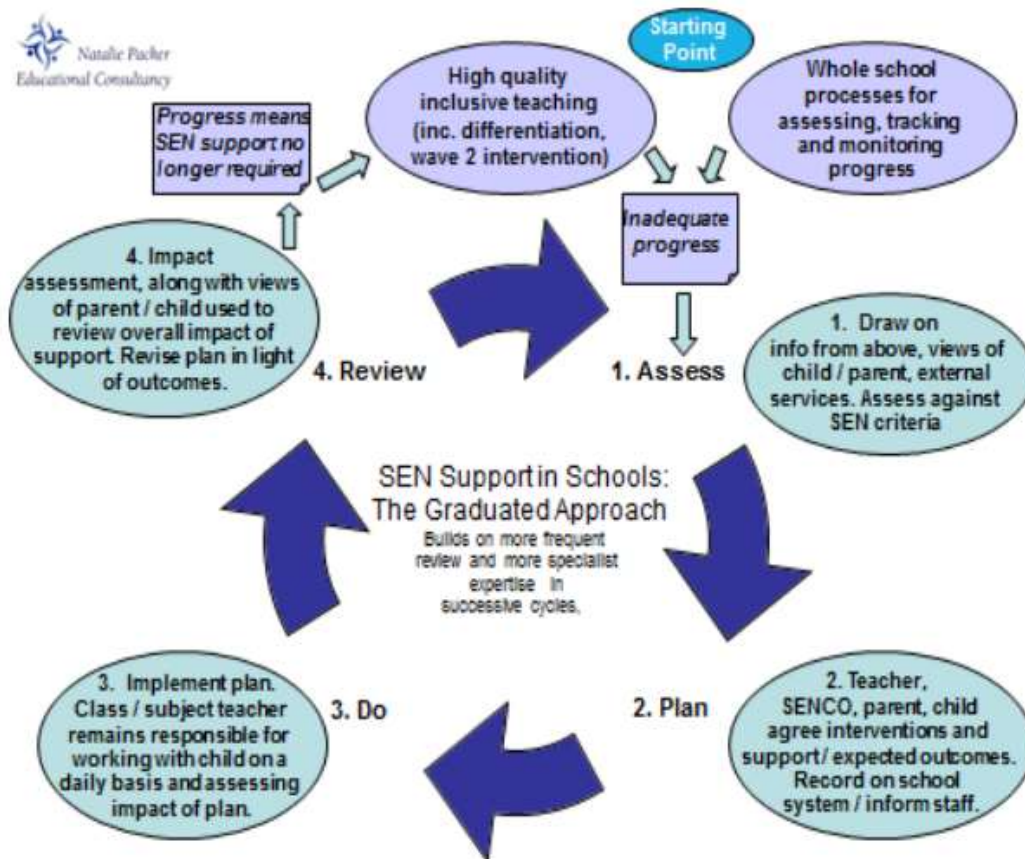 Natalie Packer
Educational Consultancy
Starting
Point
High quality
inclusive teaching
(inc. differentiation,
wave 2 intervention)
Whole school
processes for
assessing, tracking
and monitoring
progress
Progress means
SEN support no
longer required
Inadequate
progress
4. Impact
assessment, along with views
of parent / child used to
review overall impact of
support. Revise plan in light
of outcomes.
4. Review
1. Assess
1. Draw on
info from above, views of
child / parent, external
services. Assess against
SEN criteria
SEN Support in Schools:
The Graduated Approach
Builds on more frequent
review and more specialist
expertise in
successive cycles.
3. Implement plan.
Class / subject teacher
remains responsible for
working with child on a
daily basis and assessing
impact of plan.
3. Do
2. Plan
2. Teacher,
SENCO, parent, child
agree interventions and
support / expected outcomes.
Record on school
system / inform staff.